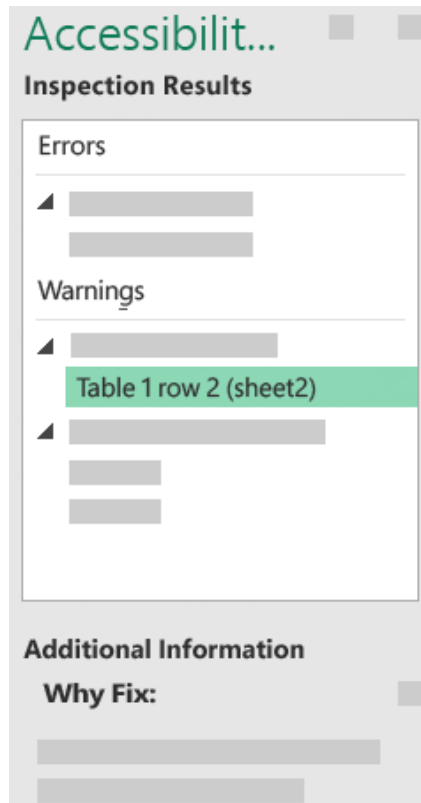 Accessibilit...
Inspection Results
Errors
Warnings
Table 1 row 2 (sheet2)
Additional Information
Why Fix: